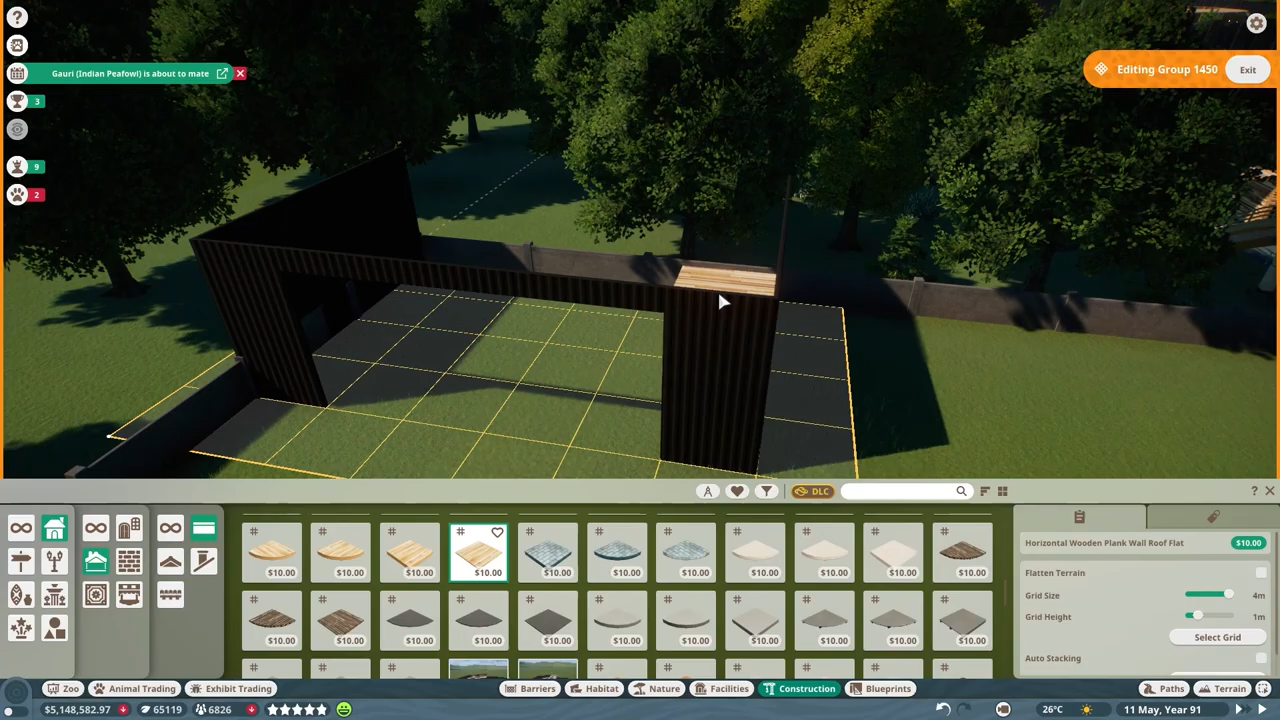 ?
Gauri (Indian Peafowl) is about to mate
Editing Group 1450 Exit
3
9
2
DLC
?
$10.00 $10.00 $10.00 $10.00 $10.00 $10.00 $10.00 $10.00 $10.00 $10.00 $10.00
$10.00 $10.00 $10.00 $10.00 $10.00 $10.00 $10.00 $10.00 $10.00 $10.00 $10.00
Horizontal Wooden Plank Wall Roof Flat $10.00
Flatten Terrain
Grid Size 4m
Grid Height 1m
Select Grid
Auto Stacking
Zoo Animal Trading Exhibit Trading Barriers Habitat Nature Facilities Construction Blueprints Paths Terrain
$5,148,582.97 65119 6826 26°C 11 May, Year 91